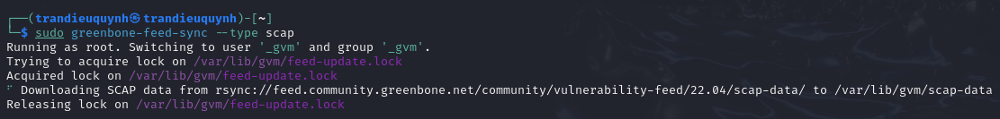 ┌──(trandieuquynh㉿trandieuquynh)-[~]
└─$ sudo greenbone-feed-sync --type scap
Running as root. Switching to user '_gvm' and group '_gvm'.
Trying to acquire lock on /var/lib/gvm/feed-update.lock
Acquired lock on /var/lib/gvm/feed-update.lock
⠋ Downloading SCAP data from rsync://feed.community.greenbone.net/community/vulnerability-feed/22.04/scap-data/ to /var/lib/gvm/scap-data
Releasing lock on /var/lib/gvm/feed-update.lock